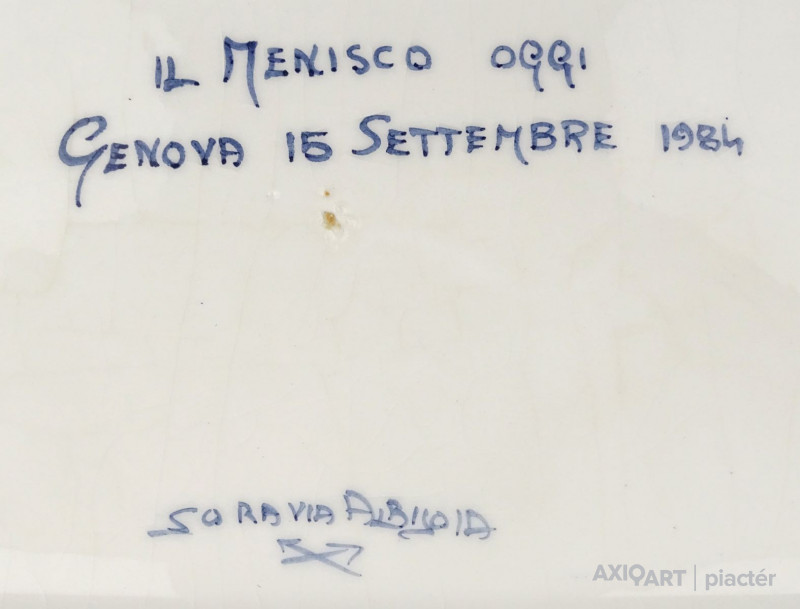 IL MENISCO OGGI
GENOVA 15 SETTEMBRE 1984
SORAVIA ALBISOLA
AXIOART | piactér